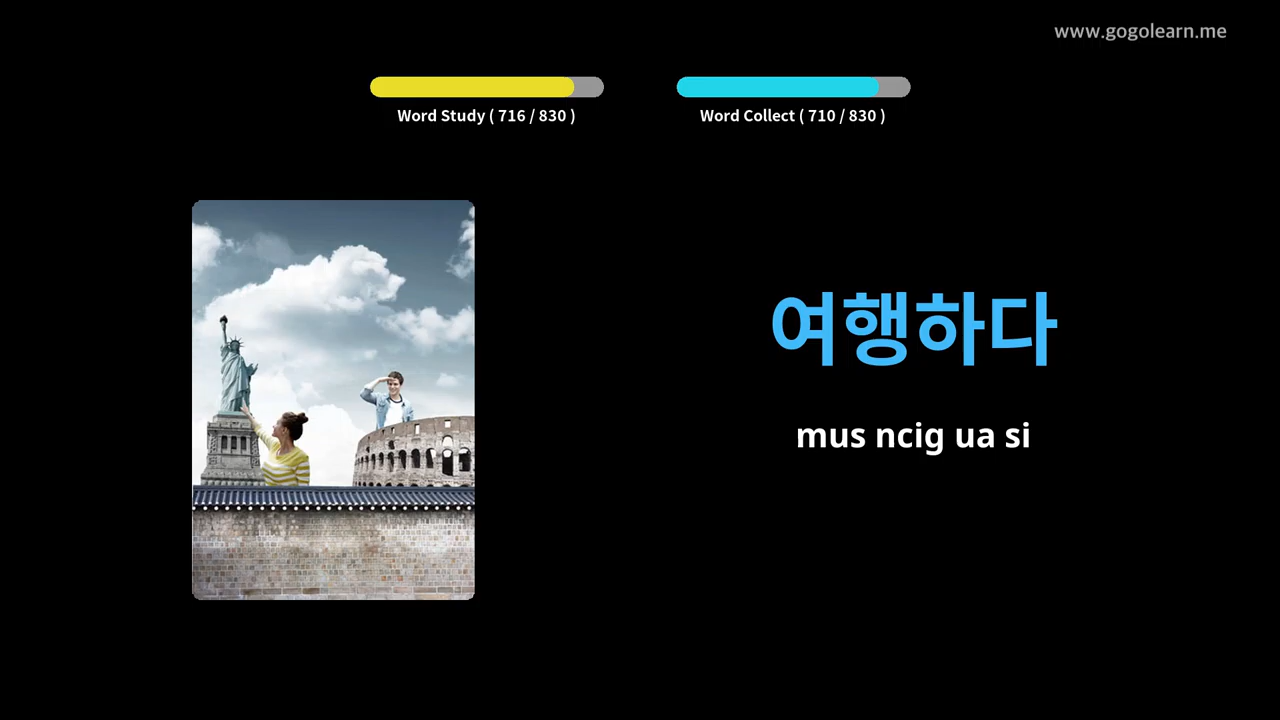 www.gogolearn.me
Word Study ( 716 / 830 )
Word Collect ( 710 / 830 )
여행하다
mus ncig ua si